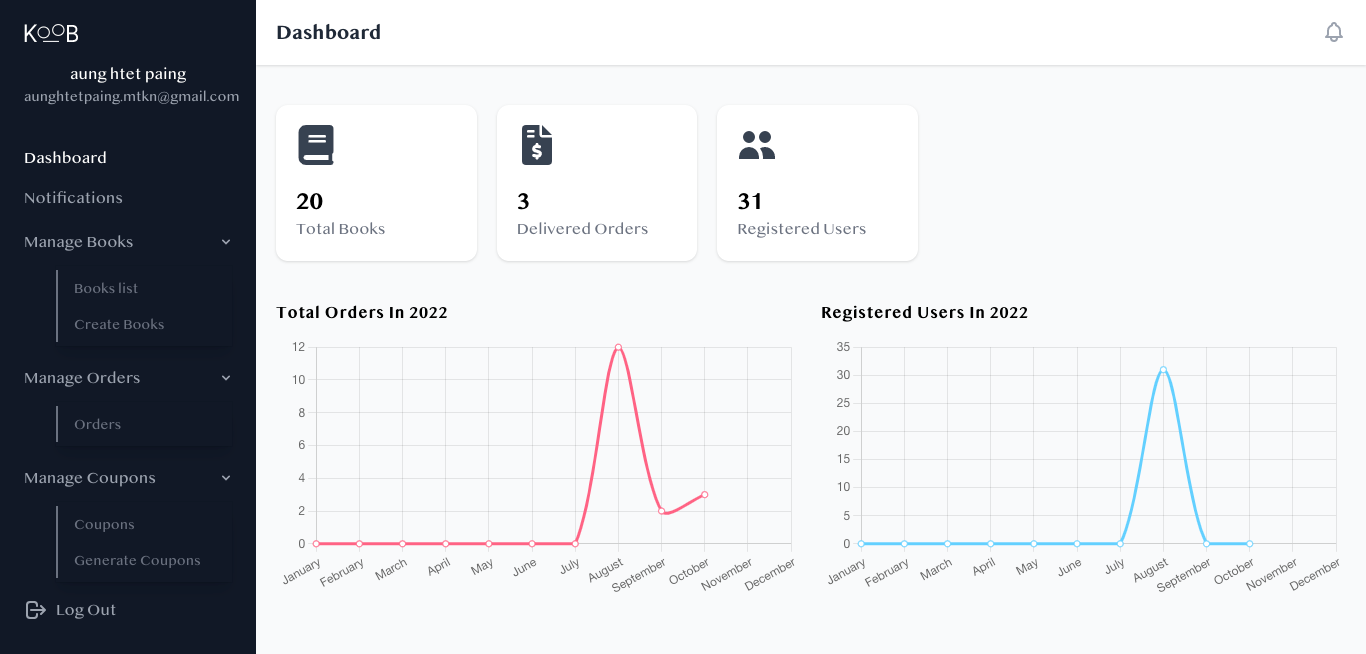 KOOB
aung htet paing
aunghtetpaing.mtkn@gmail.com
Dashboard
Notifications
Manage Books
Books list
Create Books
Manage Orders
Orders
Manage Coupons
Coupons
Generate Coupons
Log Out
Dashboard
20
Total Books
3
Delivered Orders
31
Registered Users
Total Orders In 2022
12
10
8
6
4
2
0
January February March April May June July August September October November December
Registered Users In 2022
35
30
25
20
15
10
5
0
January February March April May June July August September October November December